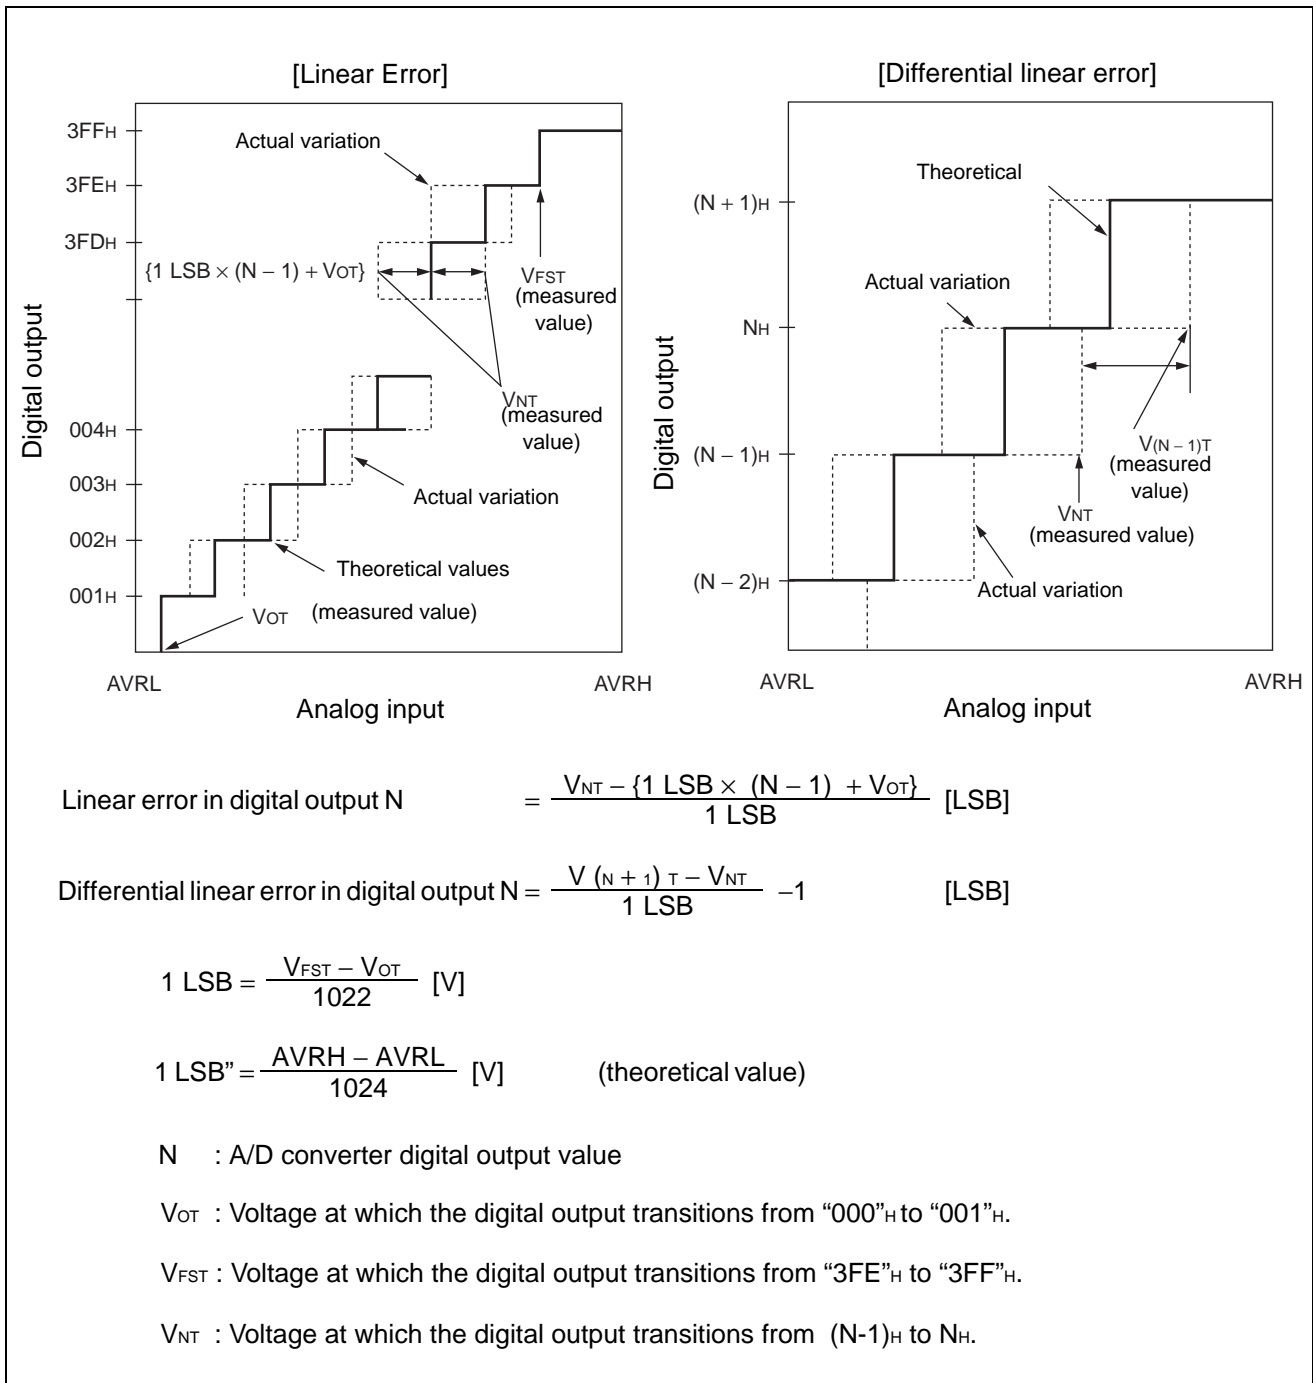 [Linear Error]
3FFH
3FEH
3FDH
Actual variation
{1 LSB × (N – 1) + VOT}
VFST
(measured
value)
VNT
(measured
value)
004H
003H
002H
001H
Actual variation
Theoretical values
(measured value)
VOT
Digital output
AVRL
AVRH
Analog input
[Differential linear error]
Theoretical
(N + 1)H
Actual variation
NH
(N – 1)H
V(N – 1)T
(measured
value)
VNT
(measured value)
(N – 2)H
Actual variation
Digital output
AVRL
AVRH
Analog input
Linear error in digital output N = VNT – {1 LSB × (N – 1) + VOT} / 1 LSB [LSB]
Differential linear error in digital output N = V (N + 1) T – VNT / 1 LSB –1 [LSB]
1 LSB = VFST – VOT / 1022 [V]
1 LSB” = AVRH – AVRL / 1024 [V] (theoretical value)
N : A/D converter digital output value
VOT : Voltage at which the digital output transitions from “000”H to “001”H.
VFST : Voltage at which the digital output transitions from “3FE”H to “3FF”H.
VNT : Voltage at which the digital output transitions from (N-1)H to NH.